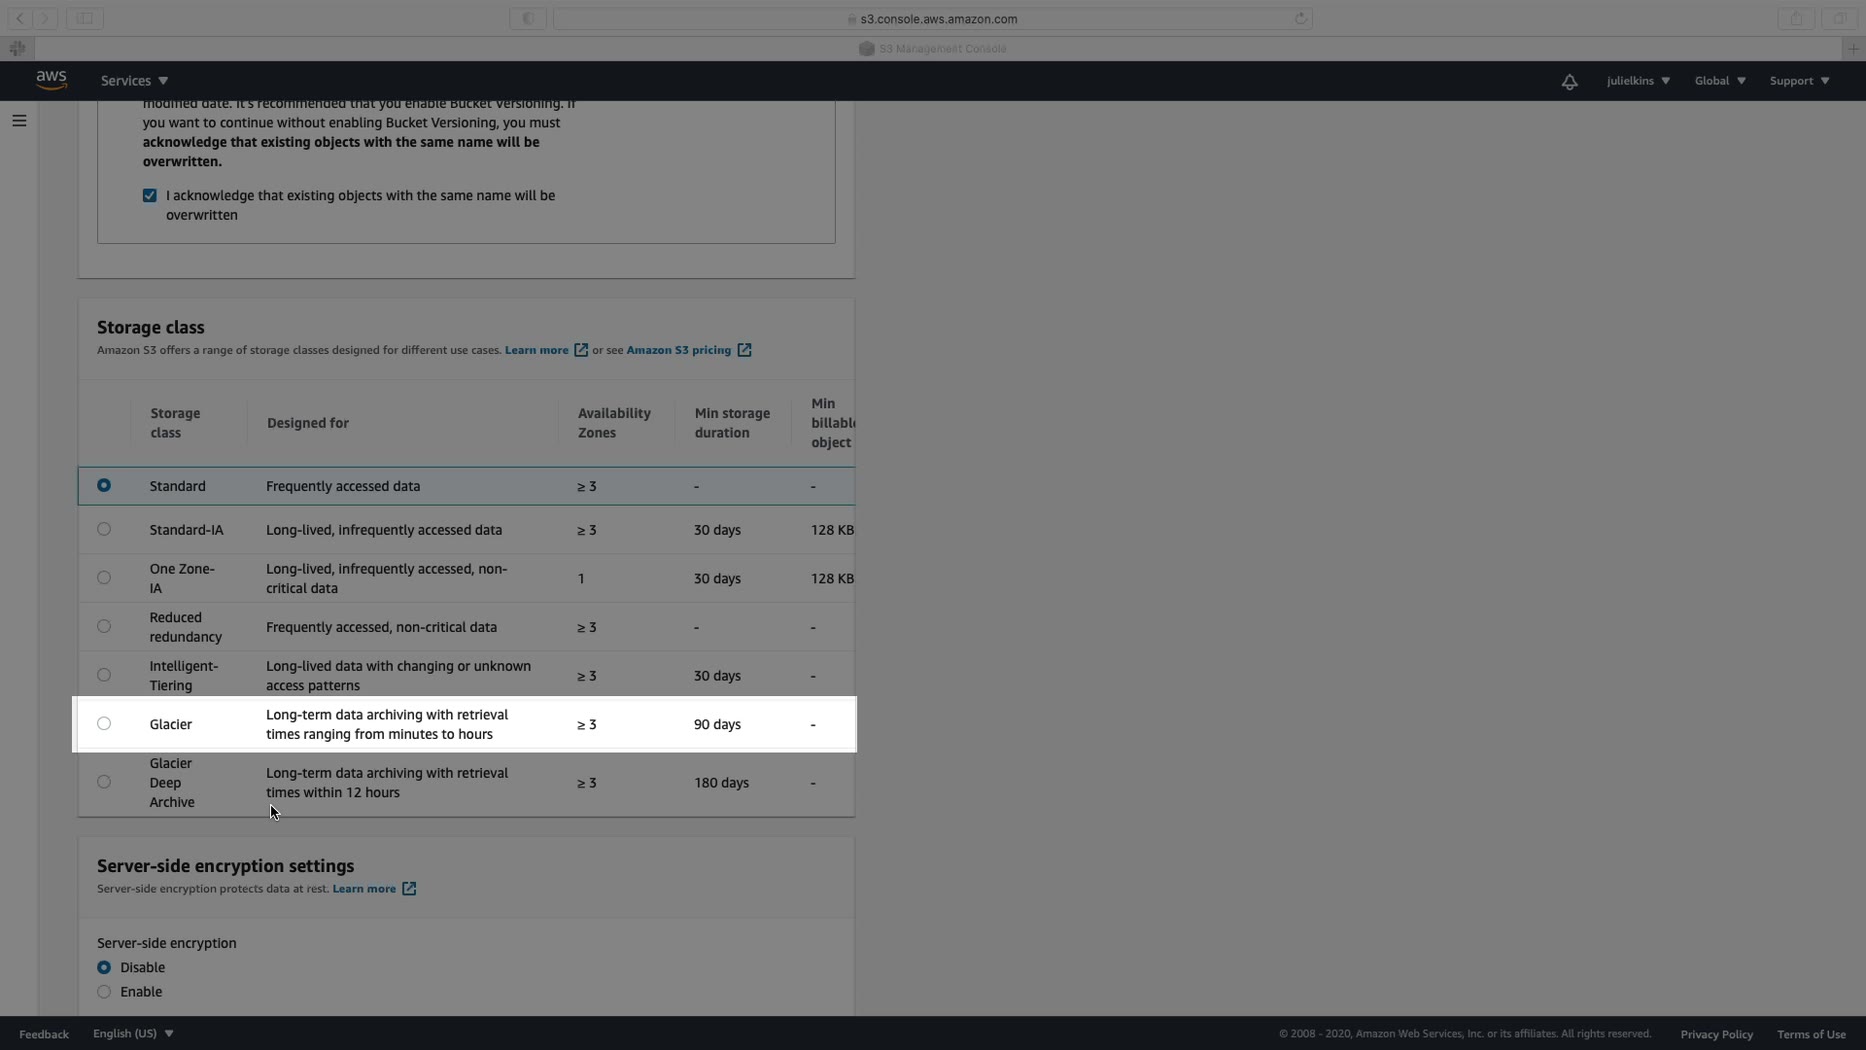 s3.console.aws.amazon.com
S3 Management Console
aws
Services
julielkins
Global
Support
modified date. It's recommended that you enable Bucket Versioning. If
you want to continue without enabling Bucket Versioning, you must
acknowledge that existing objects with the same name will be
overwritten.
I acknowledge that existing objects with the same name will be
overwritten
Storage class
Amazon S3 offers a range of storage classes designed for different use cases. Learn more or see Amazon S3 pricing
Storage
class
Designed for
Availability
Zones
Min storage
duration
Min
billable
object
Standard
Frequently accessed data
≥ 3
-
-
Standard-IA
Long-lived, infrequently accessed data
≥ 3
30 days
128 KB
One Zone-
IA
Long-lived, infrequently accessed, non-
critical data
1
30 days
128 KB
Reduced
redundancy
Frequently accessed, non-critical data
≥ 3
-
-
Intelligent-
Tiering
Long-lived data with changing or unknown
access patterns
≥ 3
30 days
-
Glacier
Long-term data archiving with retrieval
times ranging from minutes to hours
≥ 3
90 days
-
Glacier
Deep
Archive
Long-term data archiving with retrieval
times within 12 hours
≥ 3
180 days
-
Server-side encryption settings
Server-side encryption protects data at rest. Learn more
Server-side encryption
Disable
Enable
Feedback
English (US)
© 2008 - 2020, Amazon Web Services, Inc. or its affiliates. All rights reserved.
Privacy Policy
Terms of Use